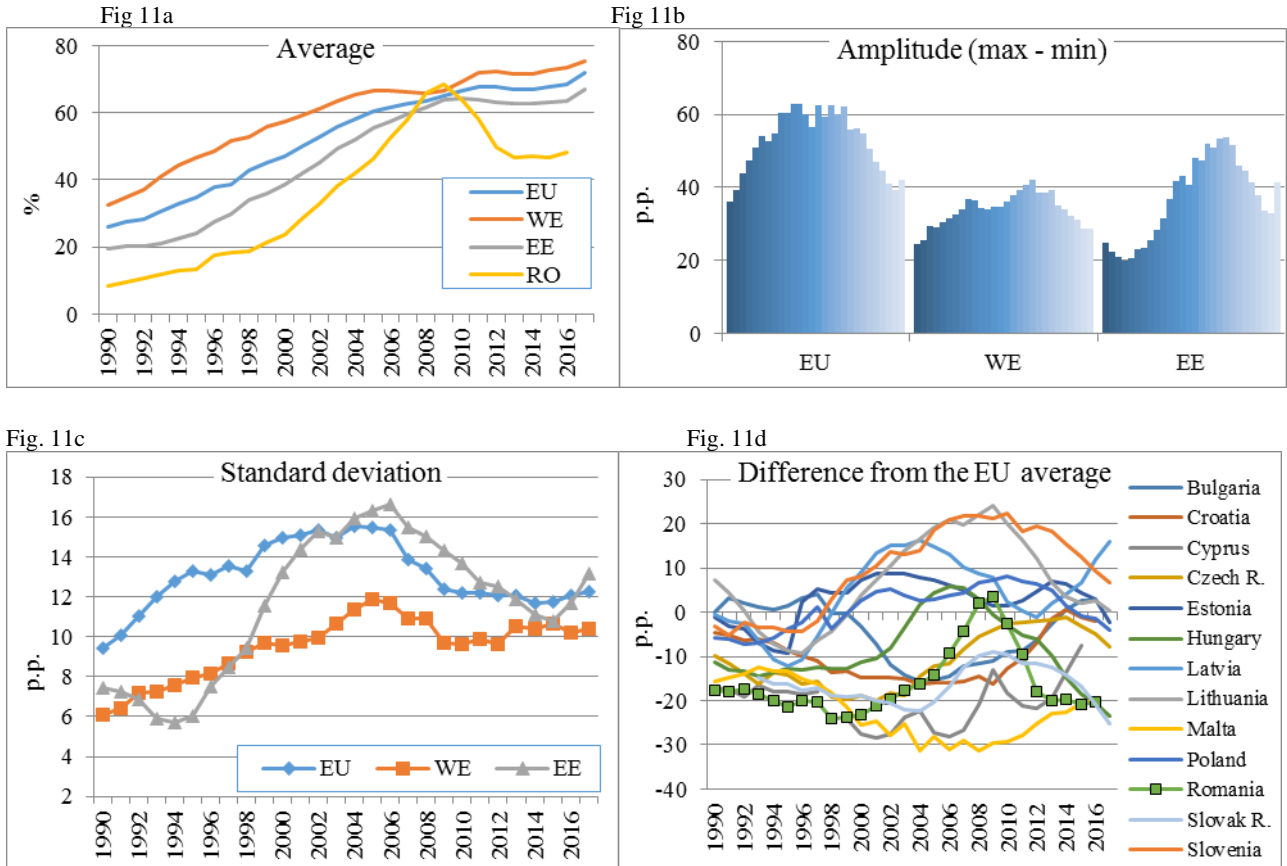 Fig 11a
Average
80
60
40
20
0
%
EU
WE
EE
RO
1990
1992
1994
1996
1998
2000
2002
2004
2006
2008
2010
2012
2014
2016
Fig 11b
Amplitude (max - min)
80
60
40
20
0
p.p.
EU
WE
EE
Fig. 11c
Standard deviation
18
16
14
12
10
8
6
4
2
p.p.
EU
WE
EE
1990
1992
1994
1996
1998
2000
2002
2004
2006
2008
2010
2012
2014
2016
Fig. 11d
Difference from the EU average
30
20
10
0
-10
-20
-30
-40
p.p.
1990
1992
1994
1996
1998
2000
2002
2004
2006
2008
2010
2012
2014
2016
Bulgaria
Croatia
Cyprus
Czech R.
Estonia
Hungary
Latvia
Lithuania
Malta
Poland
Romania
Slovak R.
Slovenia